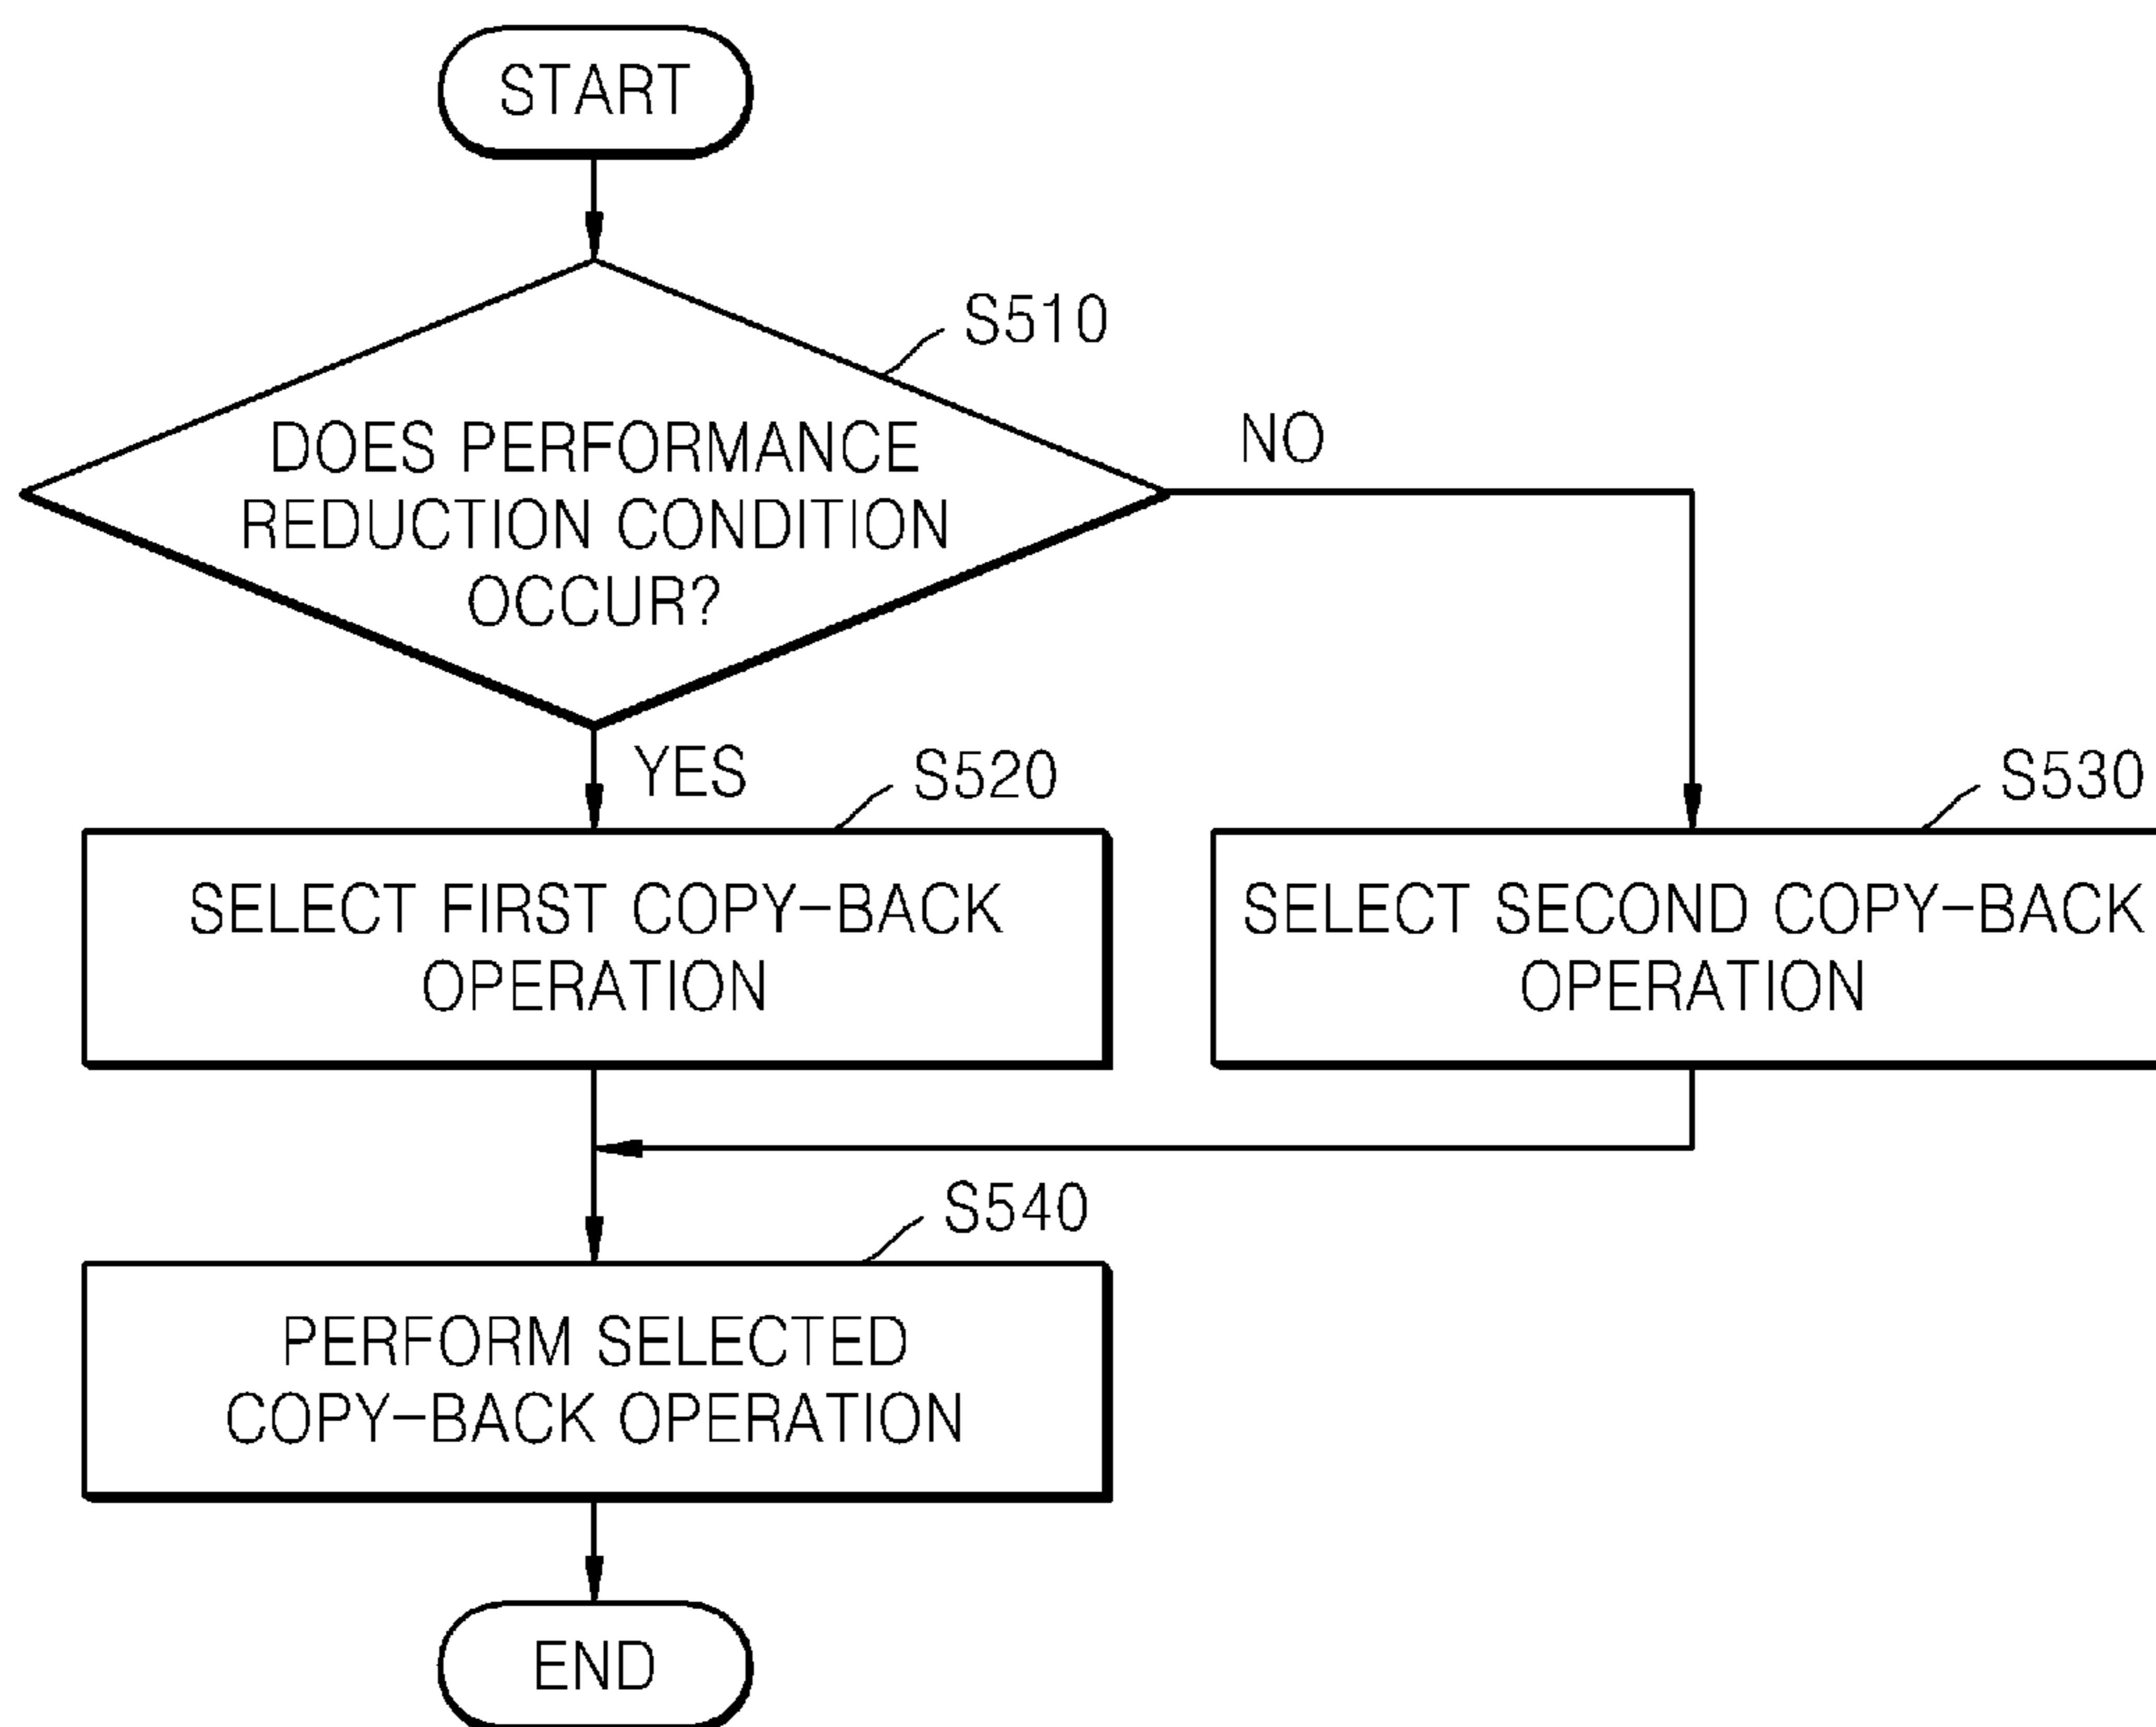 START
S510
DOES PERFORMANCE
REDUCTION CONDITION
OCCUR?
NO
YES
S520
S530
SELECT FIRST COPY-BACK
OPERATION
SELECT SECOND COPY-BACK
OPERATION
S540
PERFORM SELECTED
COPY-BACK OPERATION
END